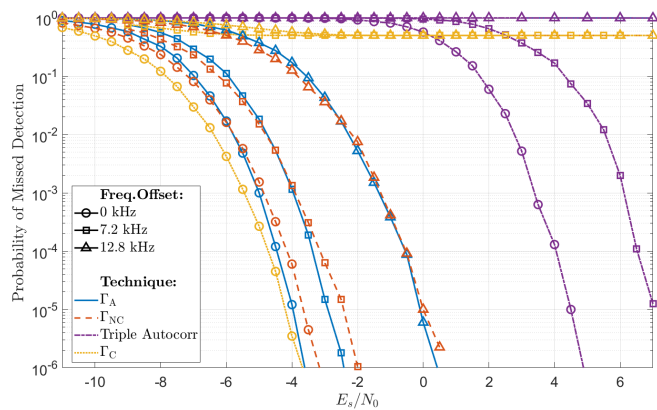 10^0
10^-1
10^-2
10^-3
10^-4
10^-5
10^-6
Probability of Missed Detection
Freq.Offset:
0 kHz
7.2 kHz
12.8 kHz
Technique:
Γ_A
Γ_NC
Triple Autocorr
Γ_C
-10 -8 -6 -4 -2 0 2 4 6
E_s/N_0